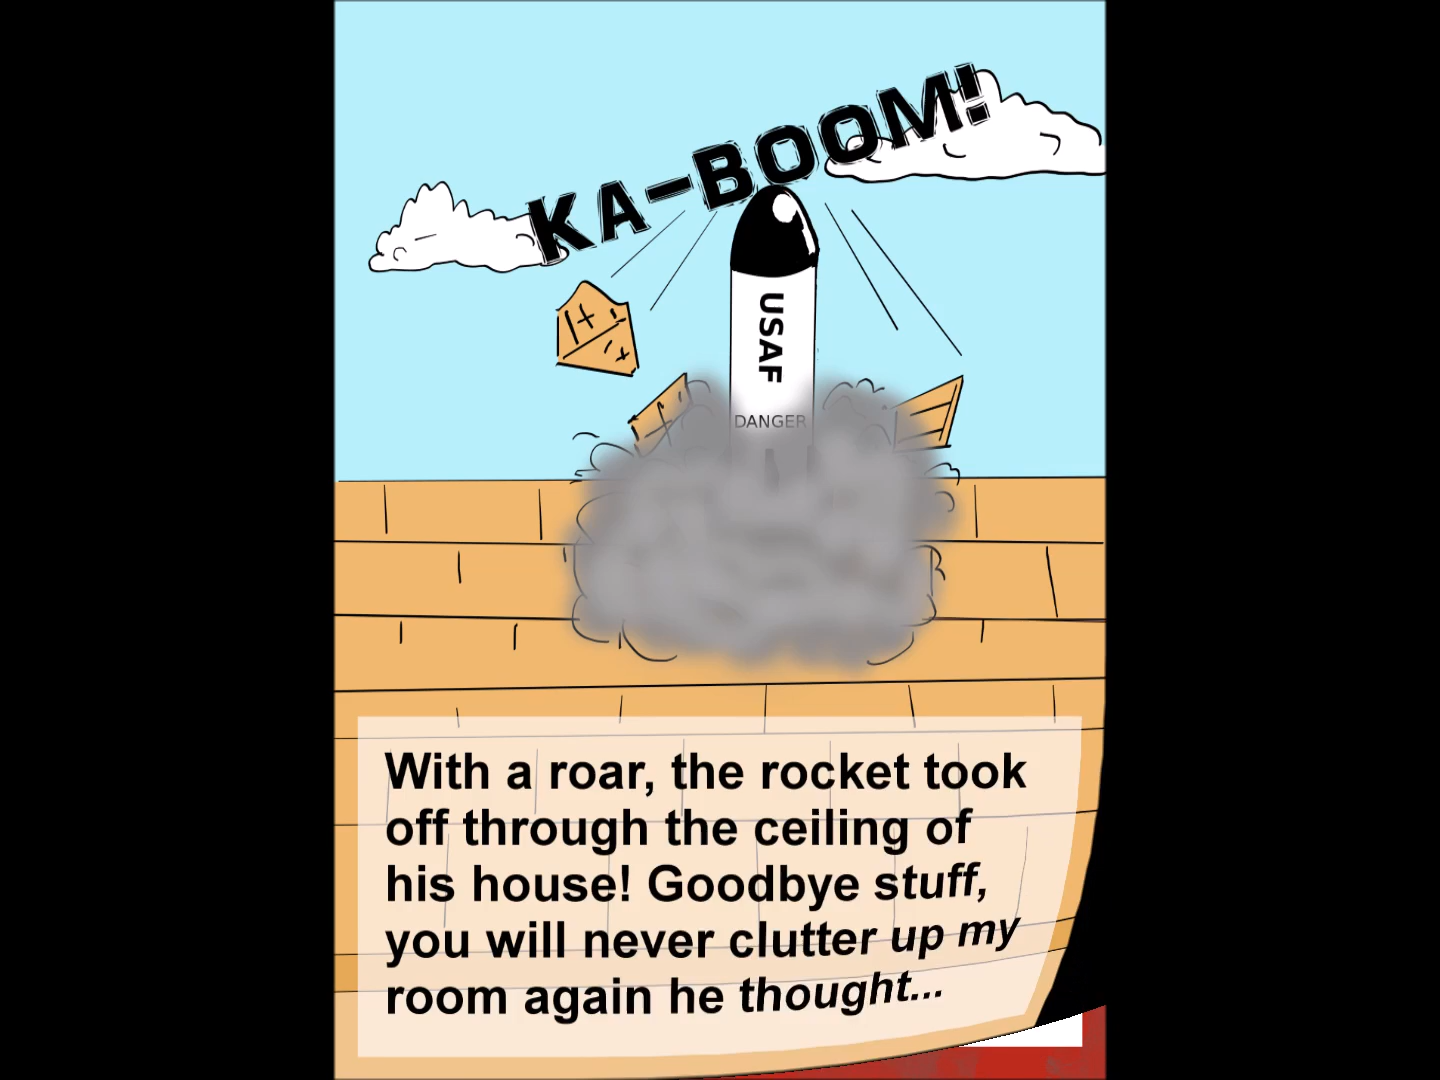 KA-BOOM!
USAF
DANGER
With a roar, the rocket took
off through the ceiling of
his house! Goodbye stuff,
you will never clutter up my
room again he thought...